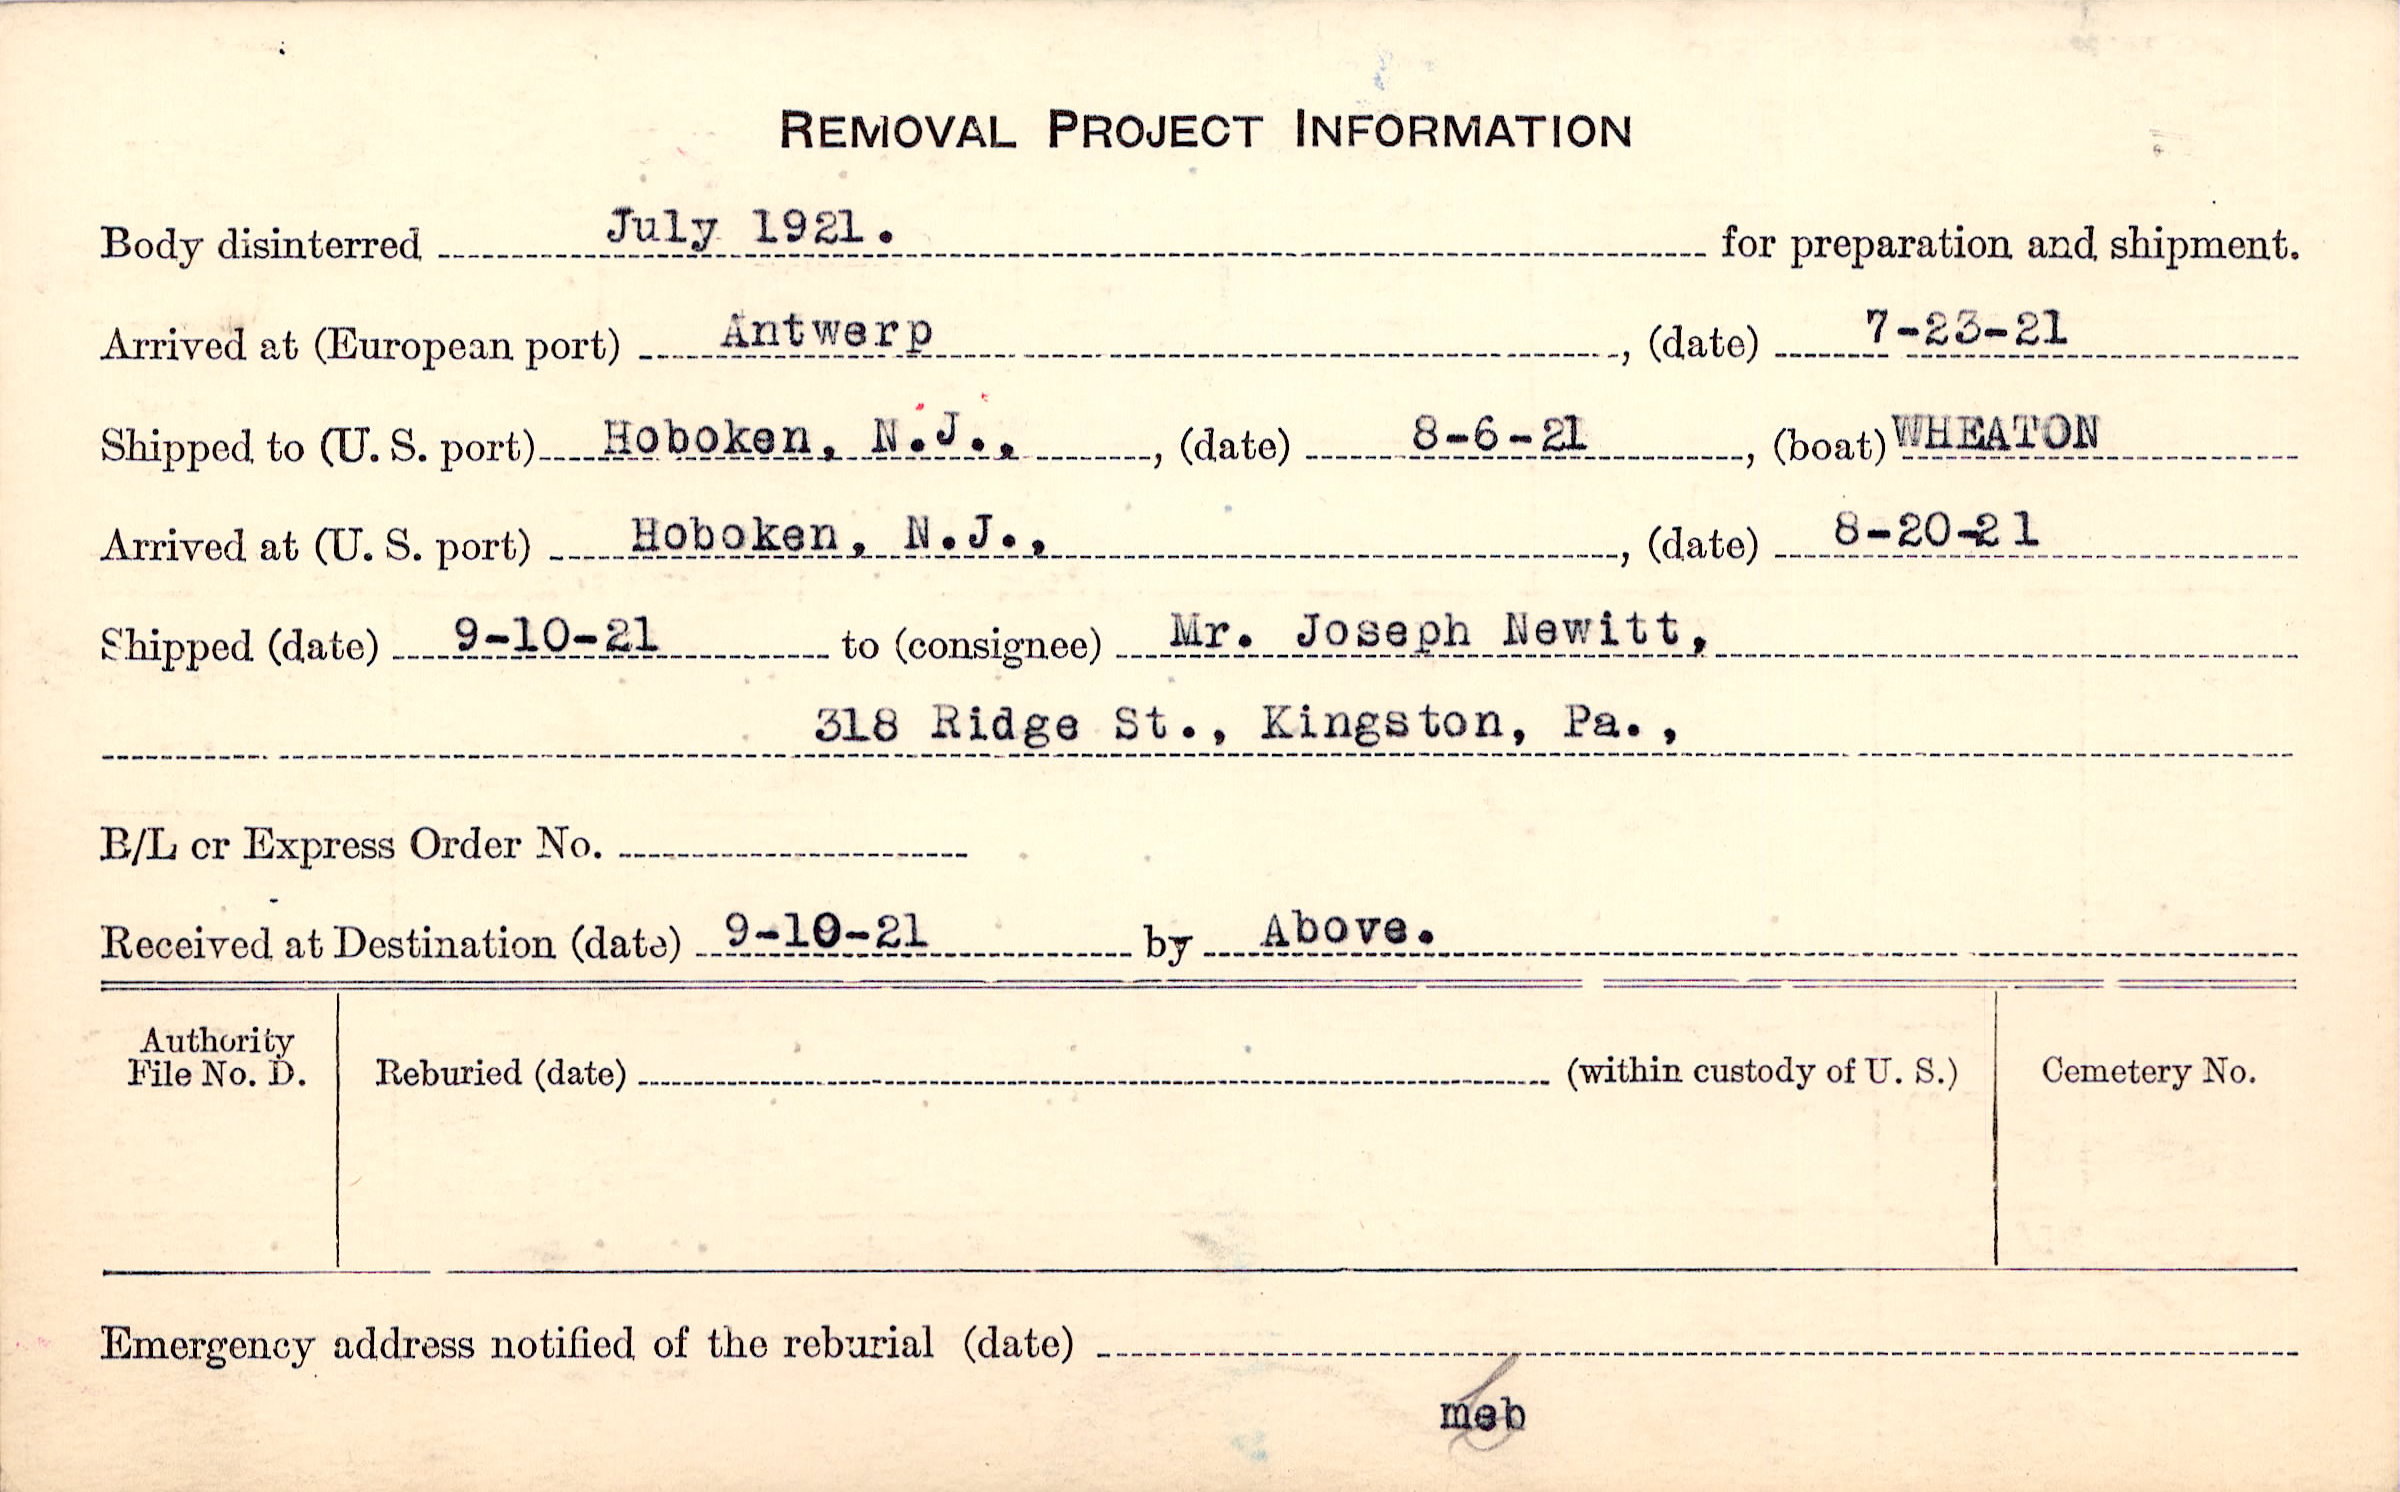 REMOVAL PROJECT INFORMATION
Body disinterred July 1921. for preparation and shipment.
Arrived at (European port) Antwerp, (date) 7-23-21
Shipped to (U. S. port) Hoboken, N.J., , (date) 8-6-21, (boat) WHEATON
Arrived at (U. S. port) Hoboken, N.J., , (date) 8-20-21
Shipped (date) 9-10-21 to (consignee) Mr. Joseph Newitt,
318 Ridge St., Kingston, Pa.,
B/L or Express Order No.
Received at Destination (date) 9-10-21 by Above.
Authority
File No. D.
Reburied (date) (within custody of U. S.)
Cemetery No.
Emergency address notified of the reburial (date)
meb